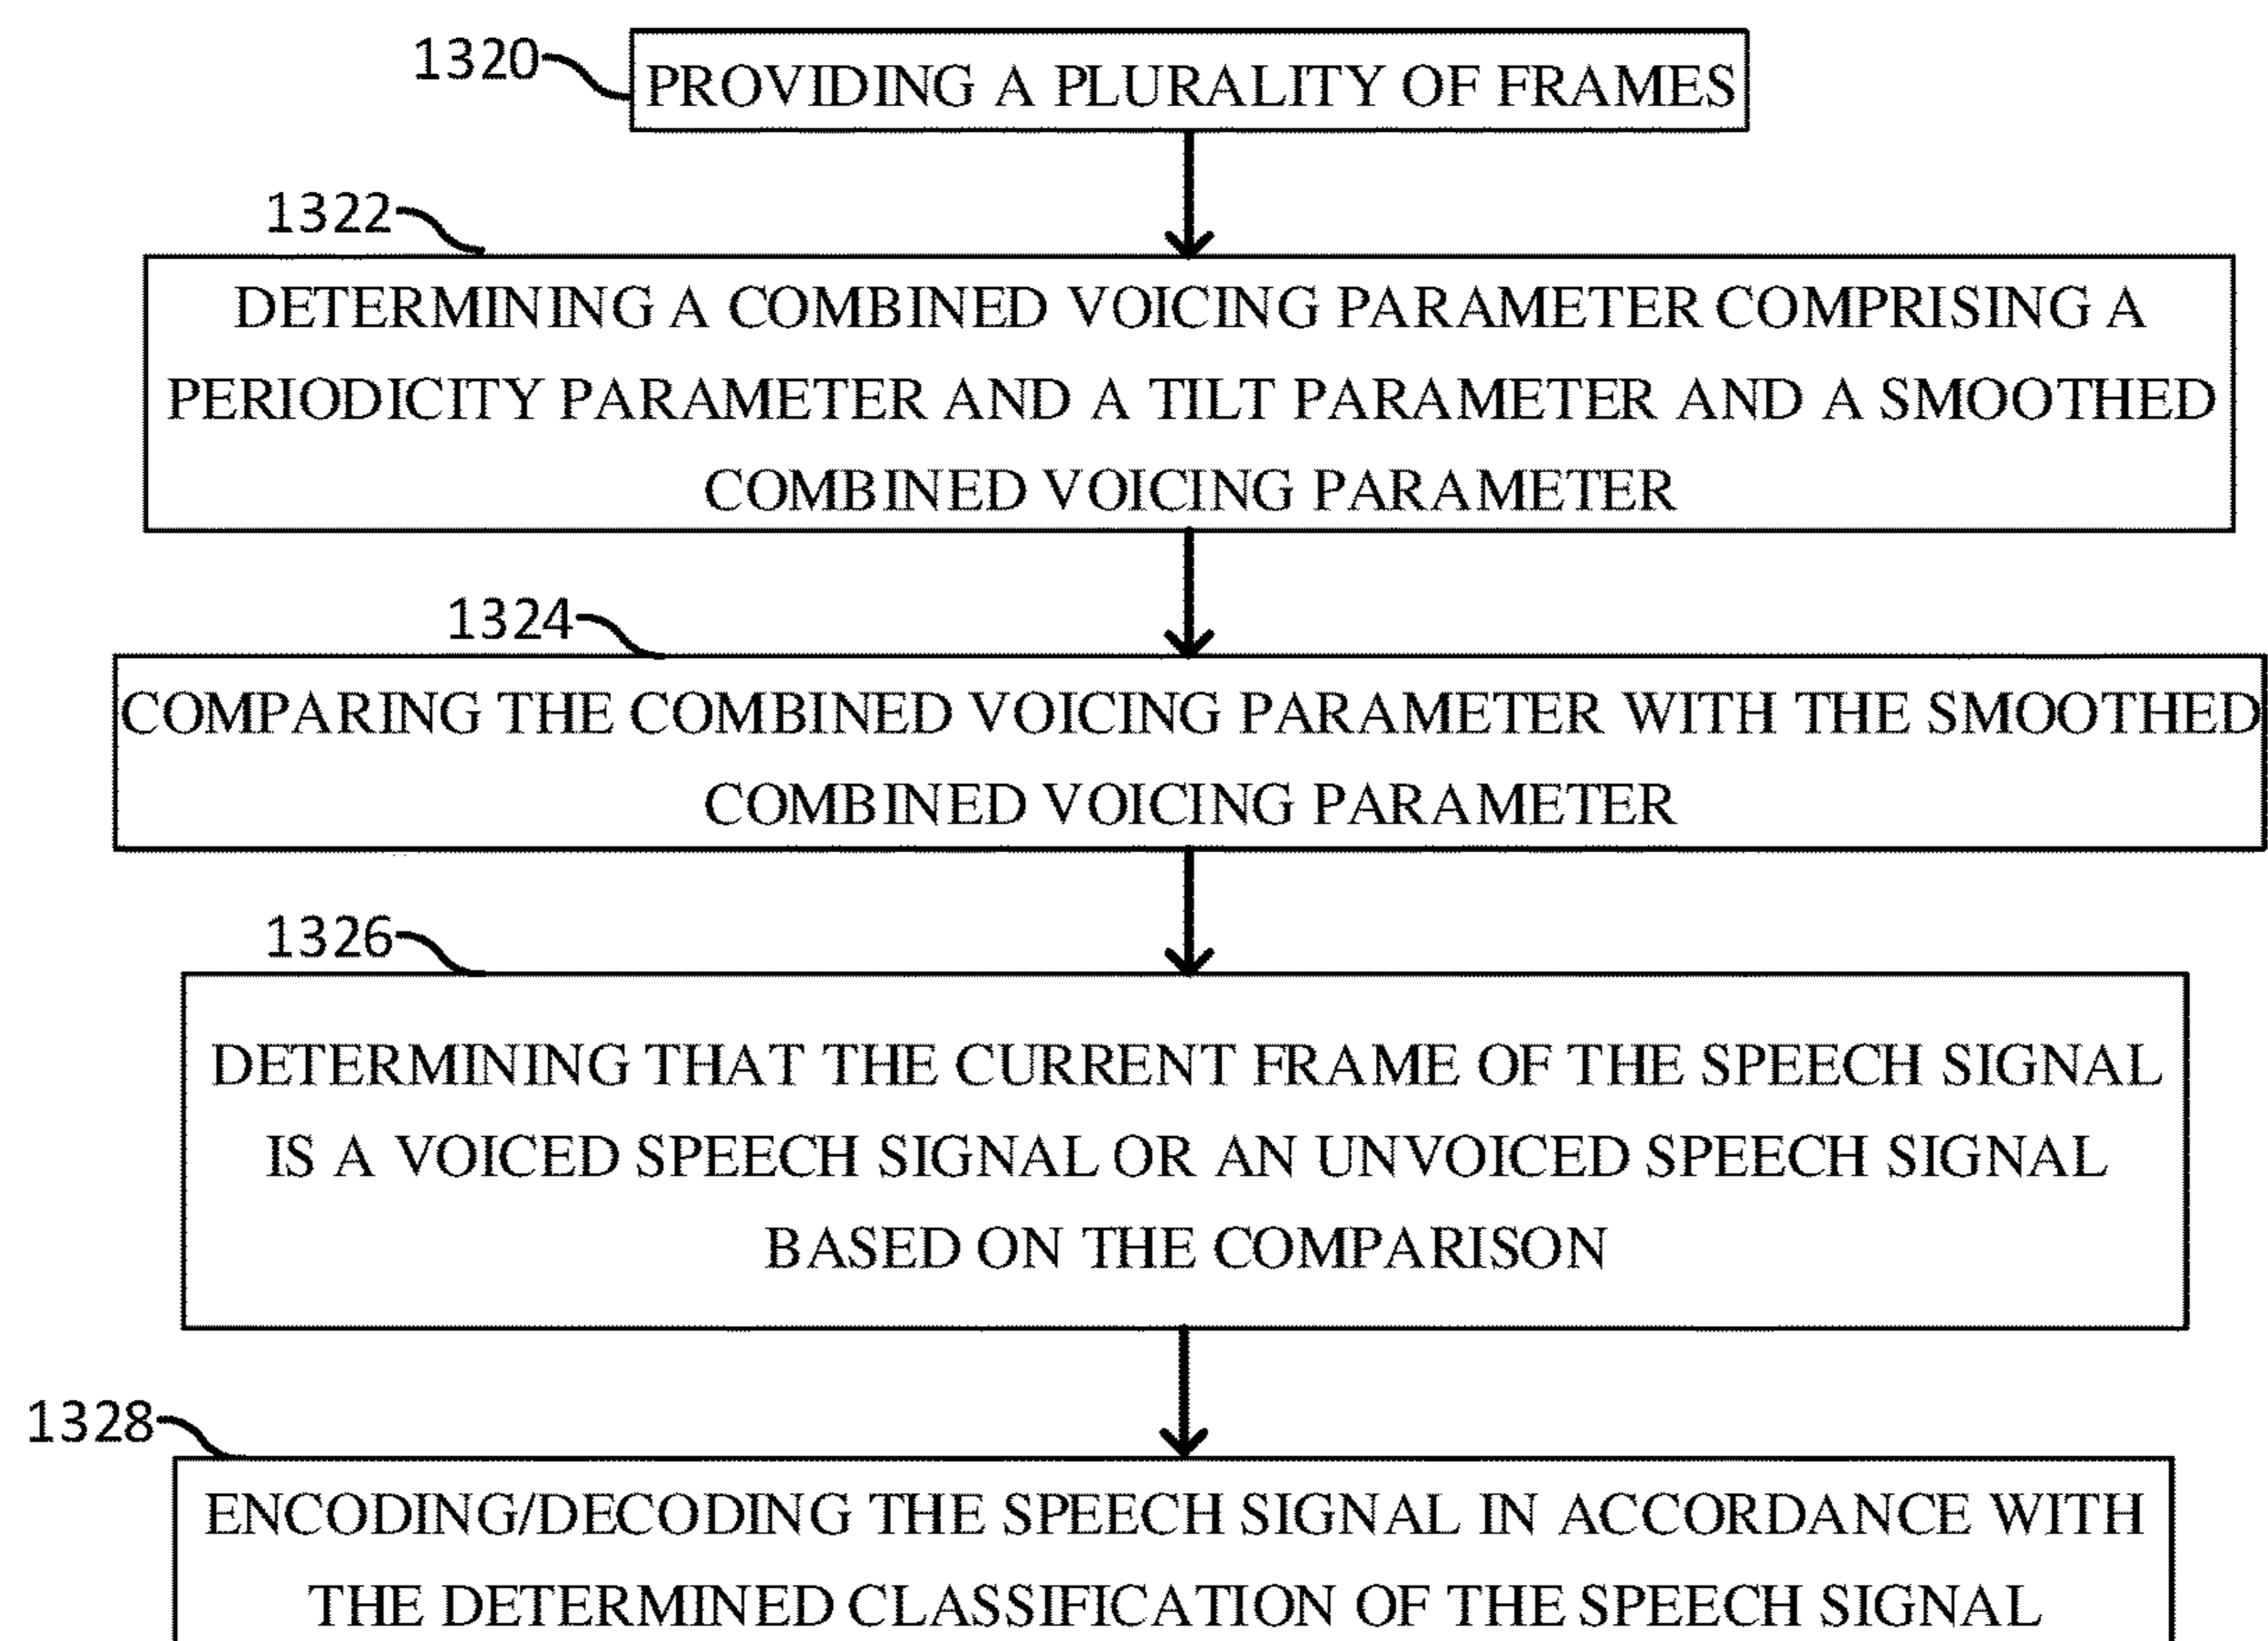 1320
PROVIDING A PLURALITY OF FRAMES
1322
DETERMINING A COMBINED VOICING PARAMETER COMPRISING A
PERIODICITY PARAMETER AND A TILT PARAMETER AND A SMOOTHED
COMBINED VOICING PARAMETER
1324
COMPARING THE COMBINED VOICING PARAMETER WITH THE SMOOTHED
COMBINED VOICING PARAMETER
1326
DETERMINING THAT THE CURRENT FRAME OF THE SPEECH SIGNAL
IS A VOICED SPEECH SIGNAL OR AN UNVOICED SPEECH SIGNAL
BASED ON THE COMPARISON
1328
ENCODING/DECODING THE SPEECH SIGNAL IN ACCORDANCE WITH
THE DETERMINED CLASSIFICATION OF THE SPEECH SIGNAL